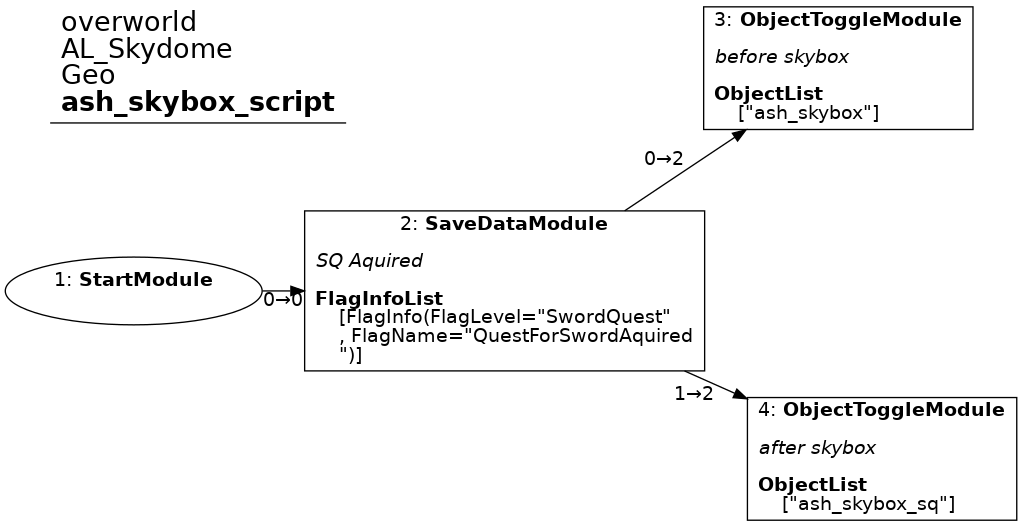 overworld
AL_Skydome
Geo
ash_skybox_script
3: ObjectToggleModule
before skybox
ObjectList
["ash_skybox"]
0→2
2: SaveDataModule
SQ Aquired
FlagInfoList
[FlagInfo(FlagLevel="SwordQuest"
, FlagName="QuestForSwordAquired
")]
1: StartModule
0→0
1→2
4: ObjectToggleModule
after skybox
ObjectList
["ash_skybox_sq"]